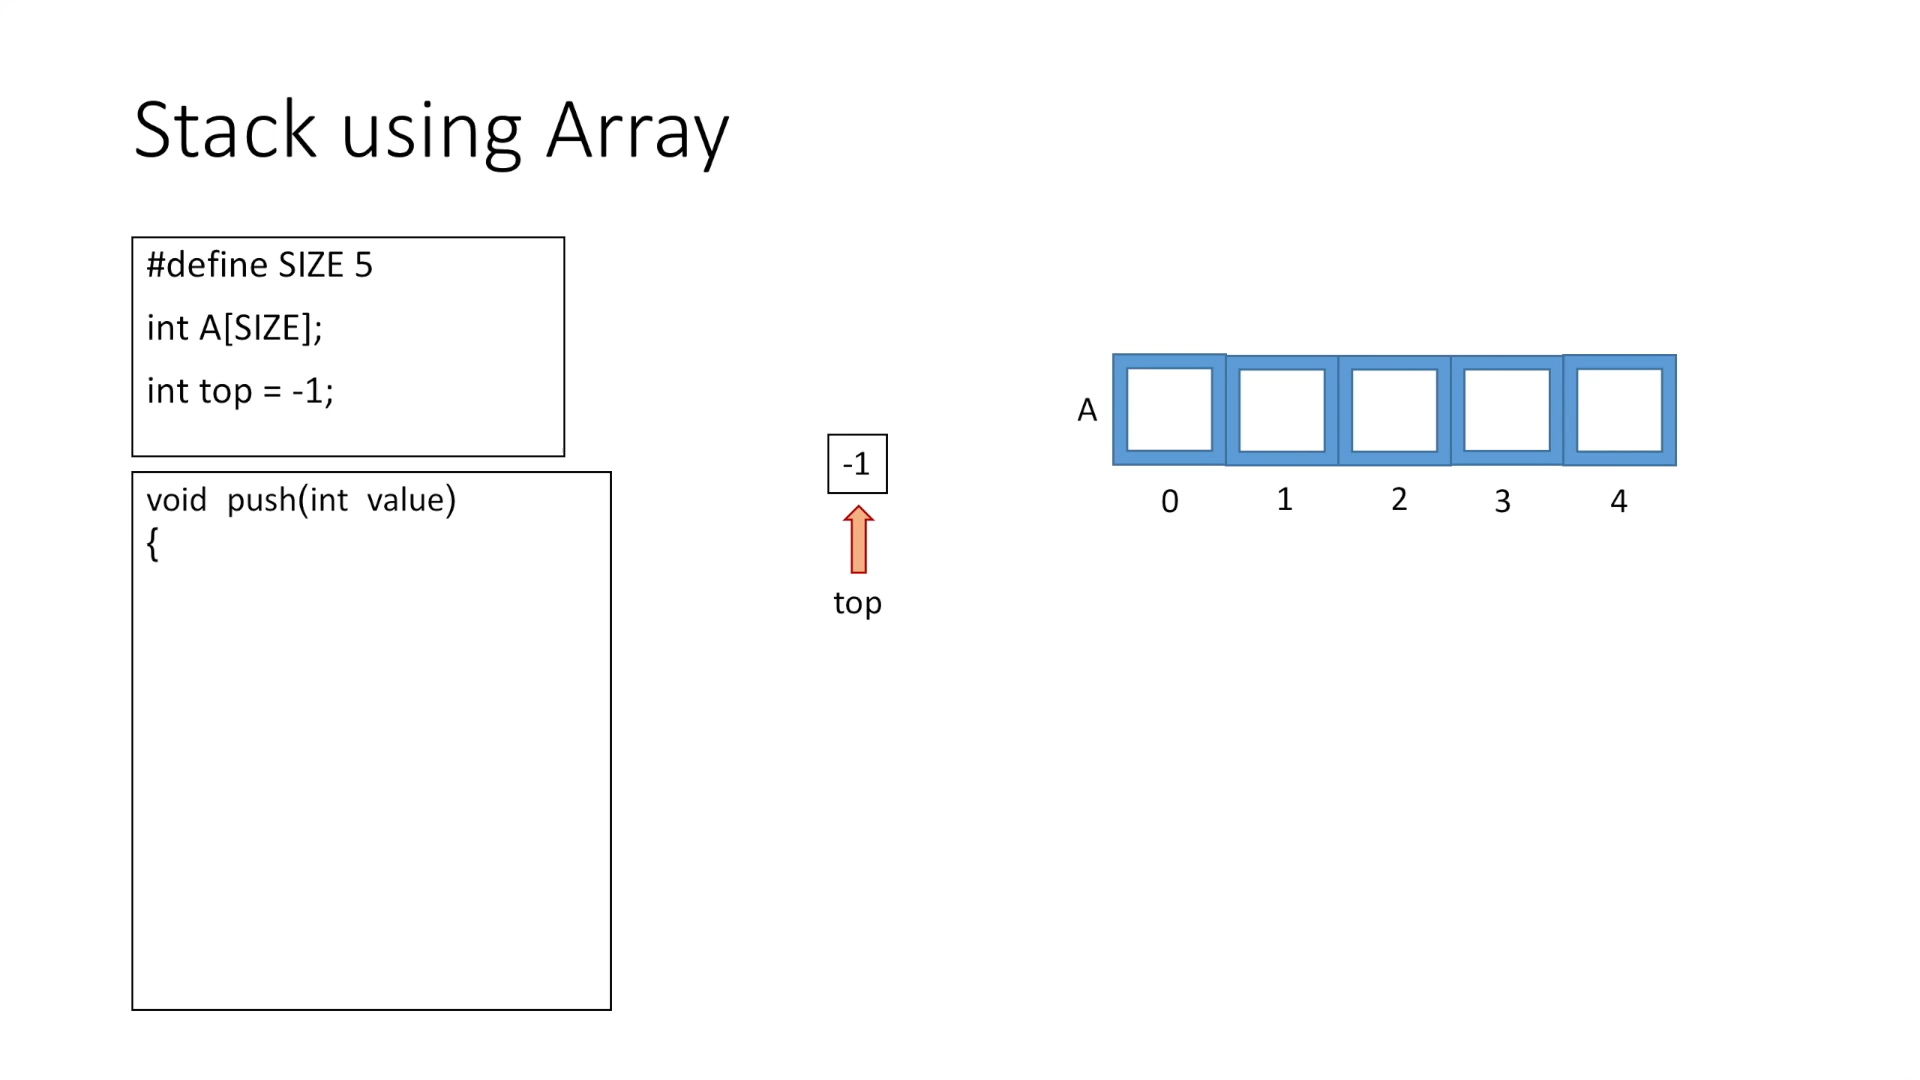 Stack using Array
#define SIZE 5
int A[SIZE];
int top = -1;
void push(int value)
{
-1
top
A
0 1 2 3 4